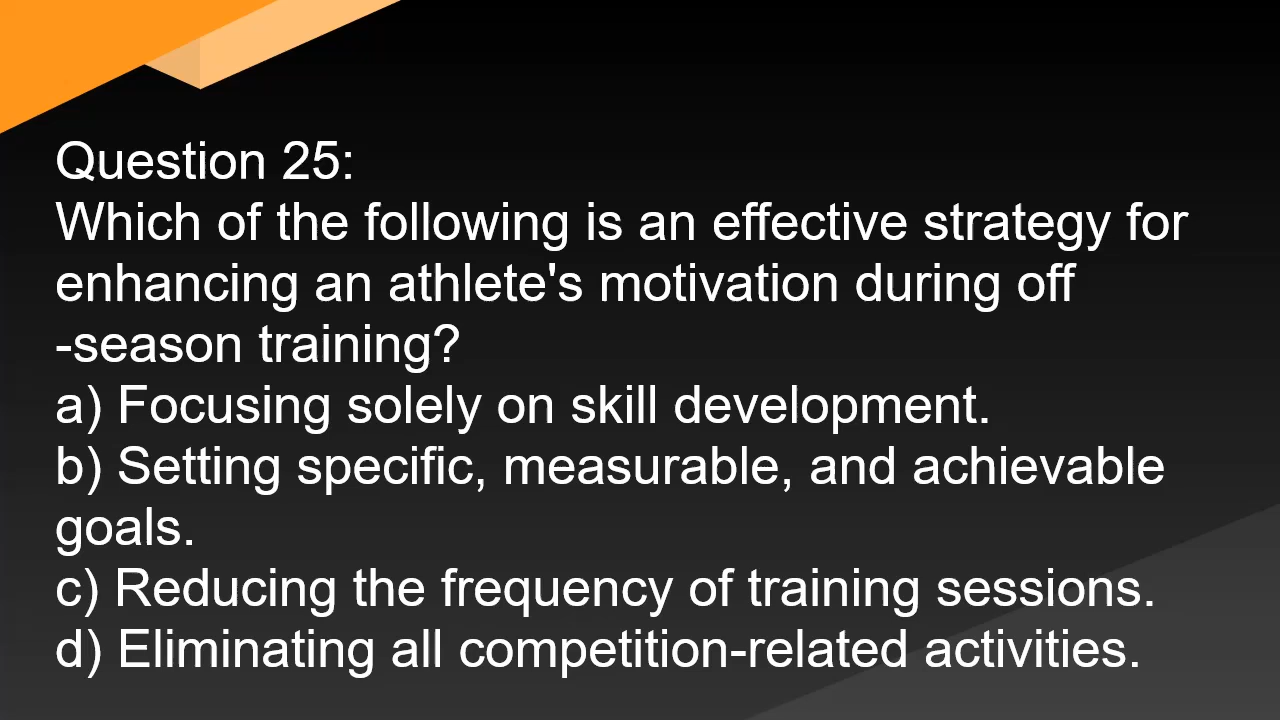 Question 25:
Which of the following is an effective strategy for
enhancing an athlete's motivation during off
-season training?
a) Focusing solely on skill development.
b) Setting specific, measurable, and achievable
goals.
c) Reducing the frequency of training sessions.
d) Eliminating all competition-related activities.